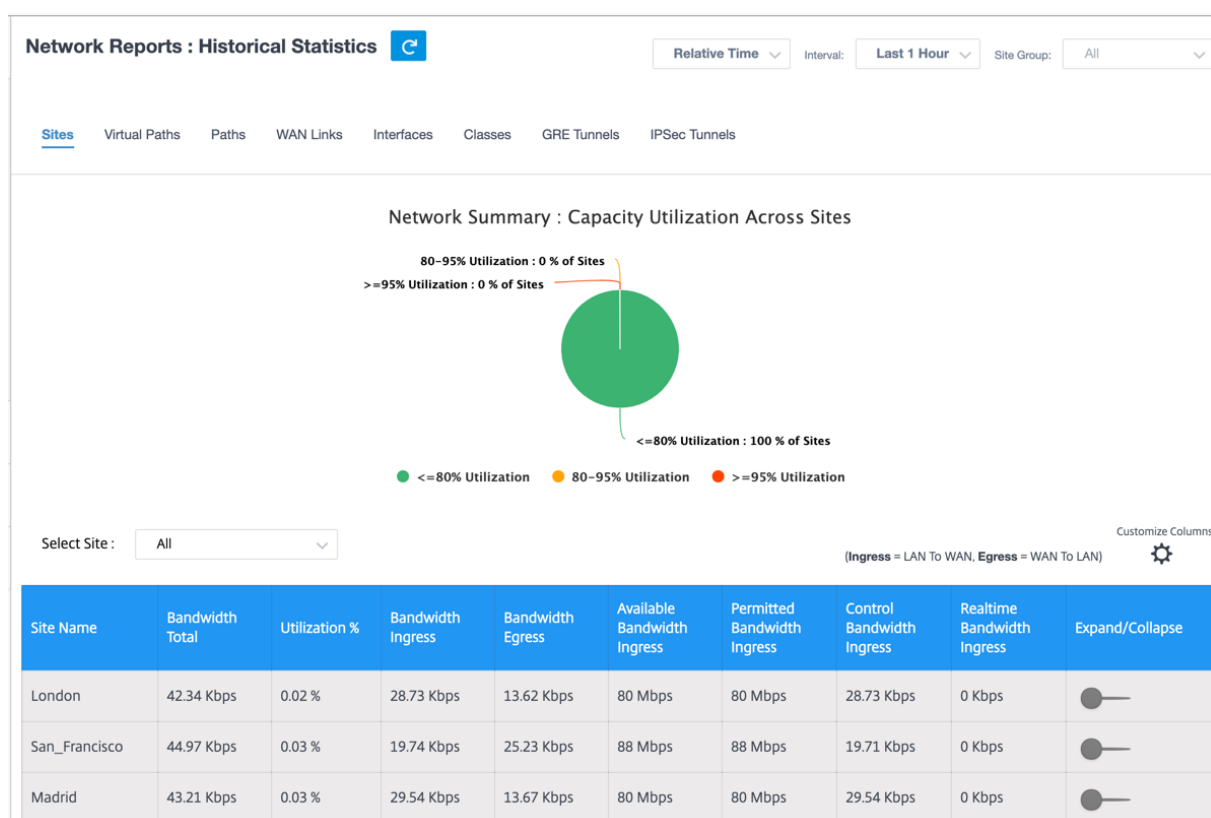 Network Reports : Historical Statistics
Relative Time Interval: Last 1 Hour Site Group: All
Sites Virtual Paths Paths WAN Links Interfaces Classes GRE Tunnels IPSec Tunnels
Network Summary : Capacity Utilization Across Sites
80-95% Utilization : 0 % of Sites
>=95% Utilization : 0 % of Sites
<=80% Utilization : 100 % of Sites
<=80% Utilization 80-95% Utilization >=95% Utilization
Customize Columns
Select Site : All
(Ingress = LAN To WAN, Egress = WAN To LAN)
Site Name Bandwidth Total Utilization % Bandwidth Ingress Bandwidth Egress Available Bandwidth Ingress Permitted Bandwidth Ingress Control Bandwidth Ingress Realtime Bandwidth Ingress Expand/Collapse
London 42.34 Kbps 0.02 % 28.73 Kbps 13.62 Kbps 80 Mbps 80 Mbps 28.73 Kbps 0 Kbps
San_Francisco 44.97 Kbps 0.03 % 19.74 Kbps 25.23 Kbps 88 Mbps 88 Mbps 19.71 Kbps 0 Kbps
Madrid 43.21 Kbps 0.03 % 29.54 Kbps 13.67 Kbps 80 Mbps 80 Mbps 29.54 Kbps 0 Kbps